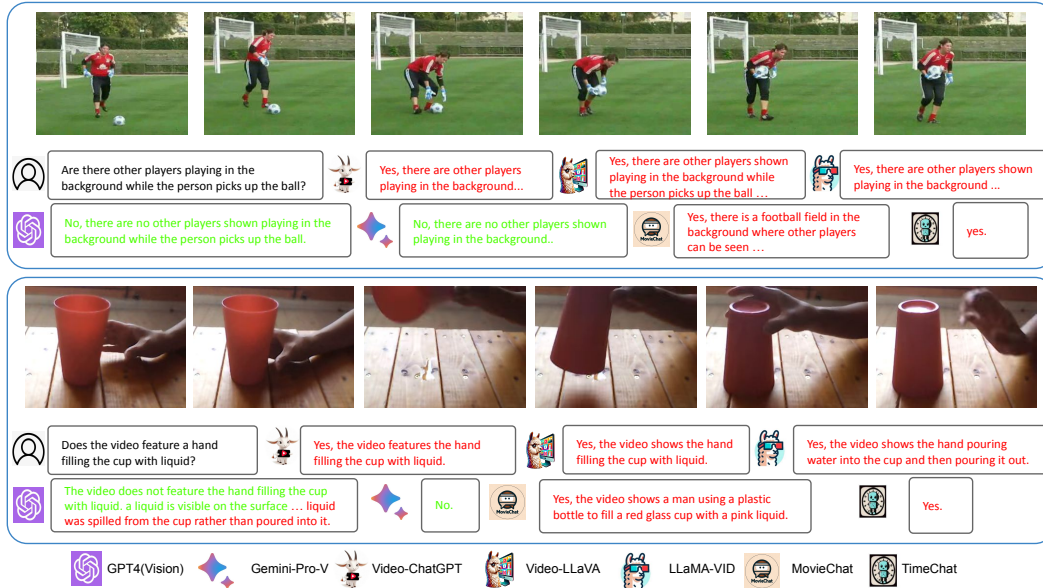 Are there other players playing in the
background while the person picks up the ball?
Yes, there are other players
playing in the background...
Yes, there are other players shown
playing in the background while
the person picks up the ball ...
Yes, there are other players shown
playing in the background ...
No, there are no other players shown playing in the
background while the person picks up the ball.
No, there are no other players shown
playing in the background..
MovieChat
Yes, there is a football field in the
background where other players
can be seen ...
yes.
Does the video feature a hand
filling the cup with liquid?
Yes, the video features the hand
filling the cup with liquid.
Yes, the video shows the hand
filling the cup with liquid.
Yes, the video shows the hand pouring
water into the cup and then pouring it out.
The video does not feature the hand filling the cup
with liquid. a liquid is visible on the surface ... liquid
was spilled from the cup rather than poured into it.
No.
MovieChat
Yes, the video shows a man using a plastic
bottle to fill a red glass cup with a pink liquid.
Yes.
GPT4(Vision)
Gemini-Pro-V
Video-ChatGPT
Video-LLaVA
LLaMA-VID
MovieChat
MovieChat
TimeChat